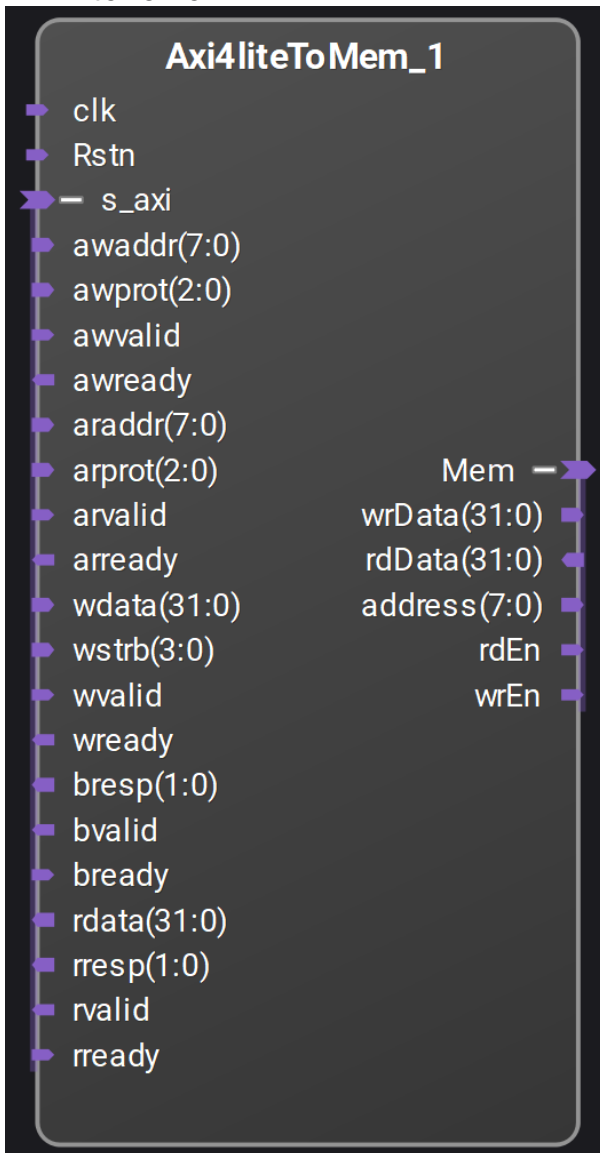 Axi4liteToMem_1
clk
Rstn
s_axi
awaddr(7:0)
awprot(2:0)
awvalid
awready
araddr(7:0)
arprot(2:0)
arvalid
arready
wdata(31:0)
wstrb(3:0)
wvalid
wready
bresp(1:0)
bvalid
bready
rdata(31:0)
rresp(1:0)
rvalid
rready
Mem
wrData(31:0)
rdData(31:0)
address(7:0)
rdEn
wrEn